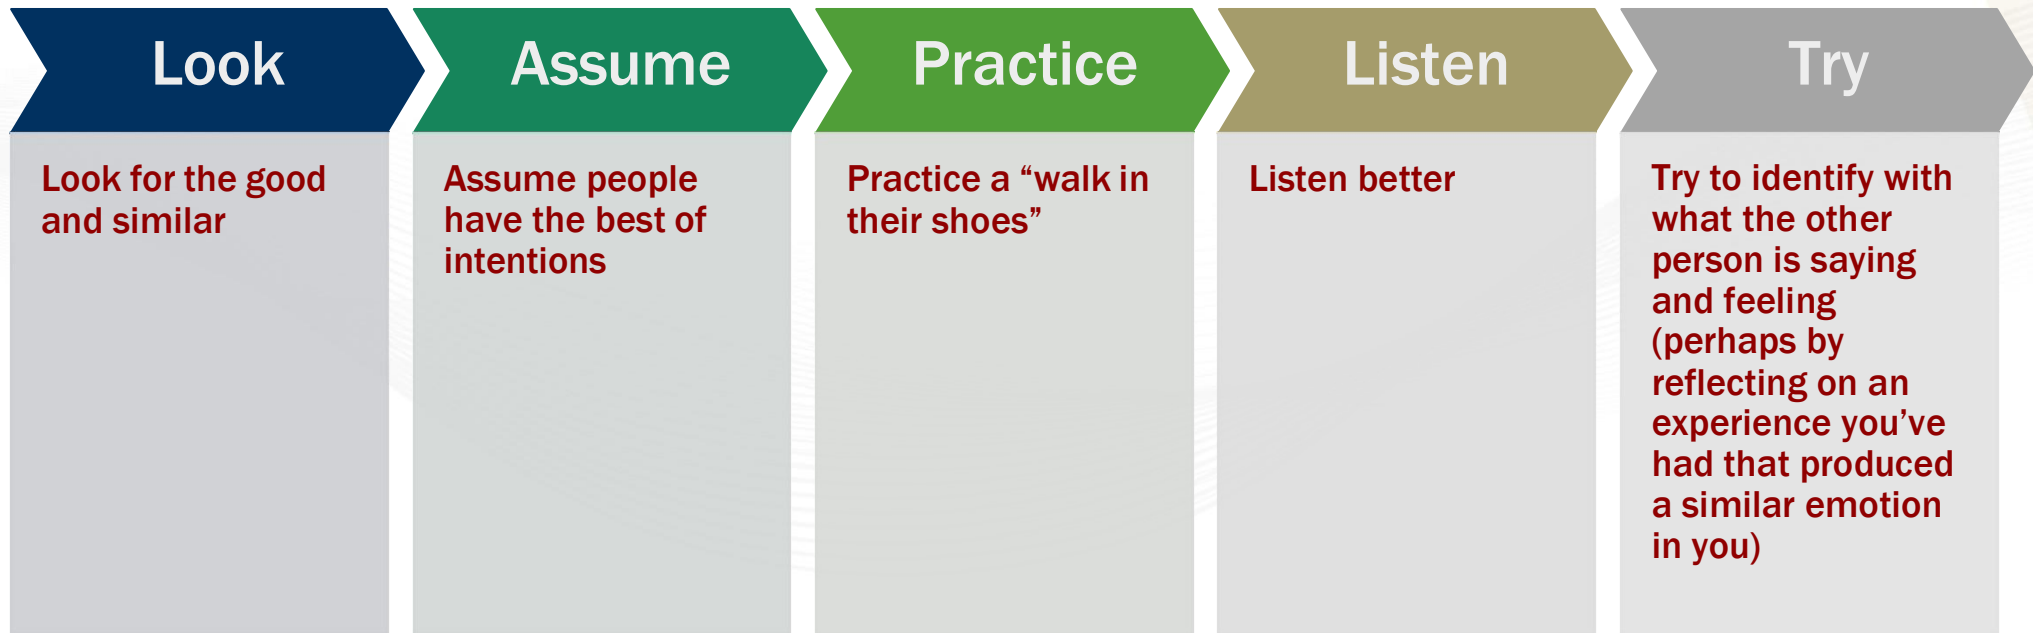 Look
Assume
Practice
Listen
Try
Look for the good
and similar
Assume people
have the best of
intentions
Practice a “walk in
their shoes”
Listen better
Try to identify with
what the other
person is saying
and feeling
(perhaps by
reflecting on an
experience you’ve
had that produced
a similar emotion
in you)